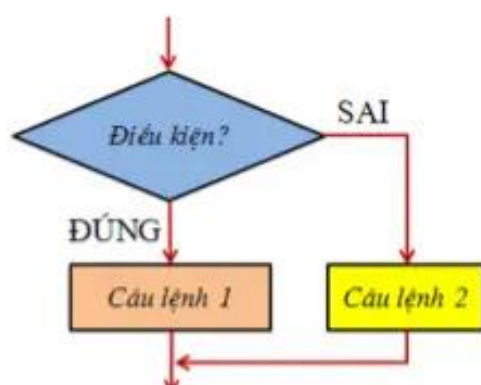 Điều kiện?
SAI
ĐÚNG
Câu lệnh 1
Câu lệnh 2